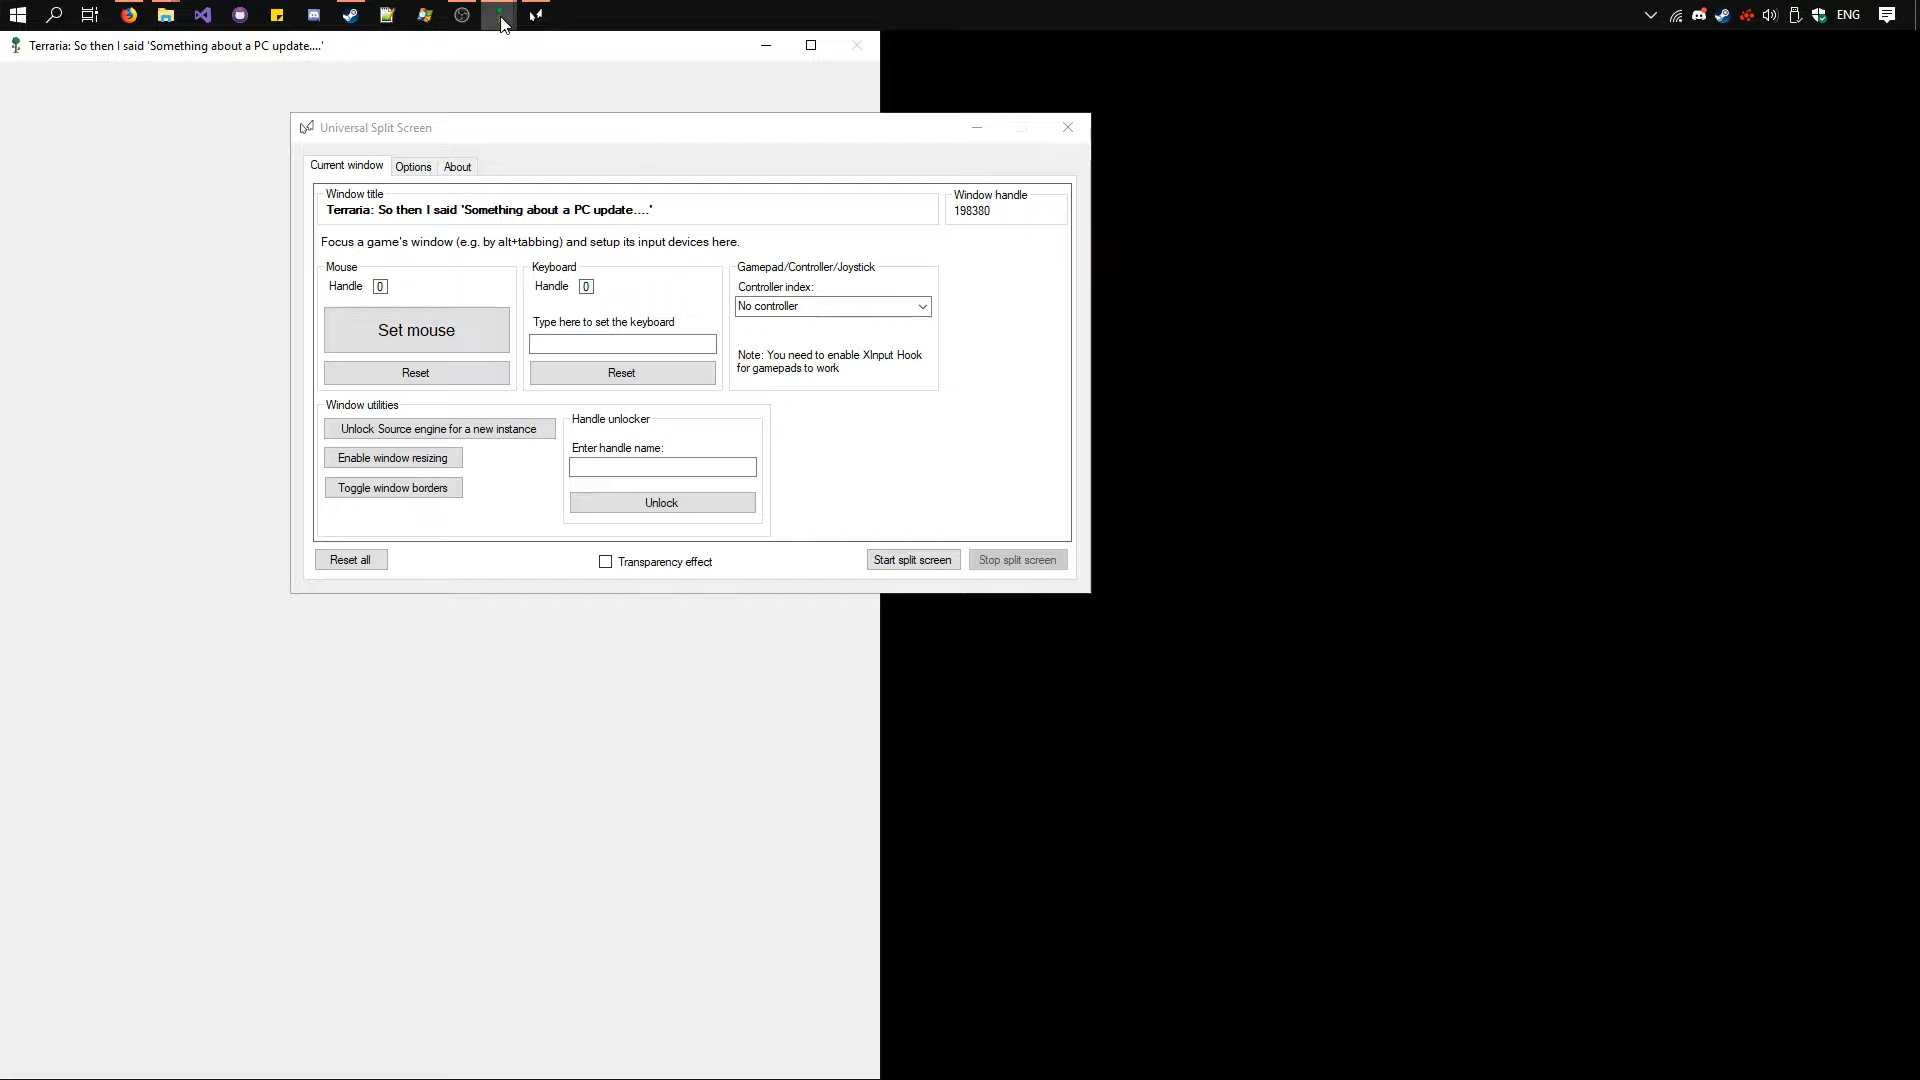 ENG
Terraria: So then I said 'Something about a PC update....'
Universal Split Screen
Current window
Options
About
Window title
Terraria: So then I said 'Something about a PC update....'
Window handle
198380
Focus a game's window (e.g. by alt+tabbing) and setup its input devices here.
Mouse
Handle 0
Set mouse
Reset
Keyboard
Handle 0
Type here to set the keyboard
Reset
Gamepad/Controller/Joystick
Controller index:
No controller
Note: You need to enable XInput Hook
for gamepads to work
Window utilities
Unlock Source engine for a new instance
Enable window resizing
Toggle window borders
Handle unlocker
Enter handle name:
Unlock
Reset all
Transparency effect
Start split screen
Stop split screen